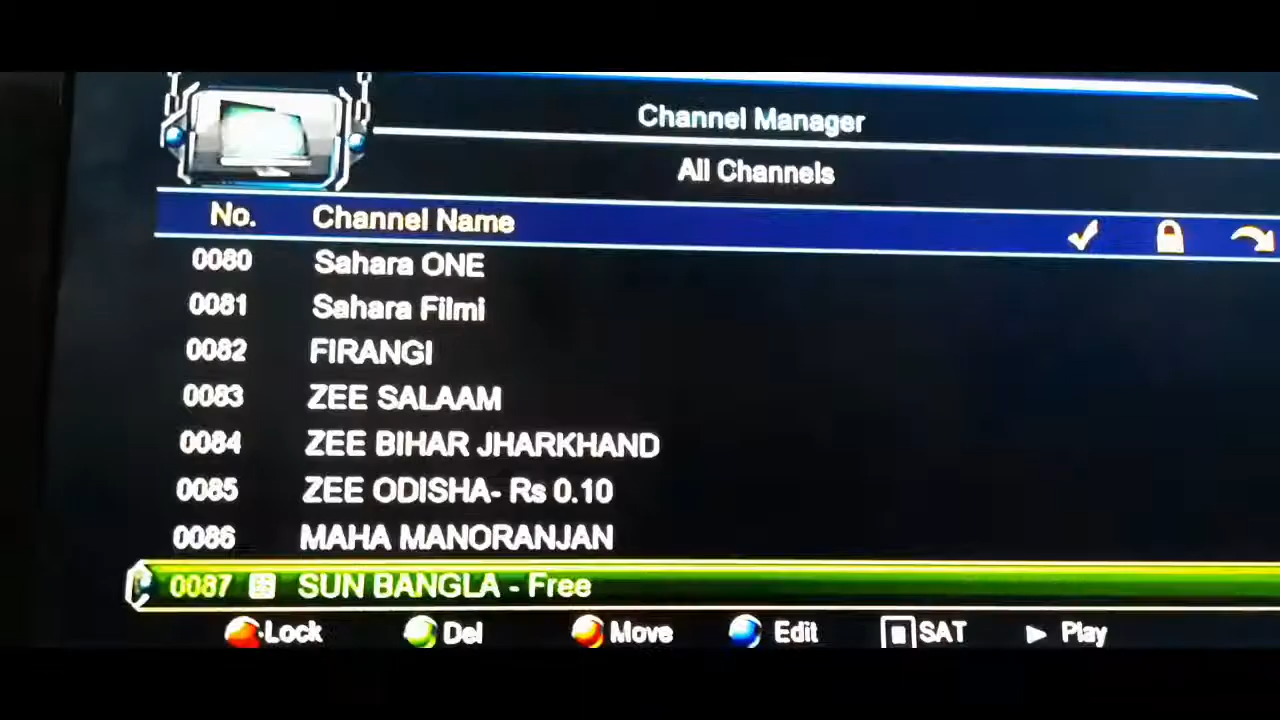 Channel Manager
All Channels
No. Channel Name
0080 Sahara ONE
0081 Sahara Filmi
0082 FIRANGI
0083 ZEE SALAAM
0084 ZEE BIHAR JHARKHAND
0085 ZEE ODISHA- Rs 0.10
0086 MAHA MANORANJAN
0087 SUN BANGLA - Free
Lock Del Move Edit SAT Play